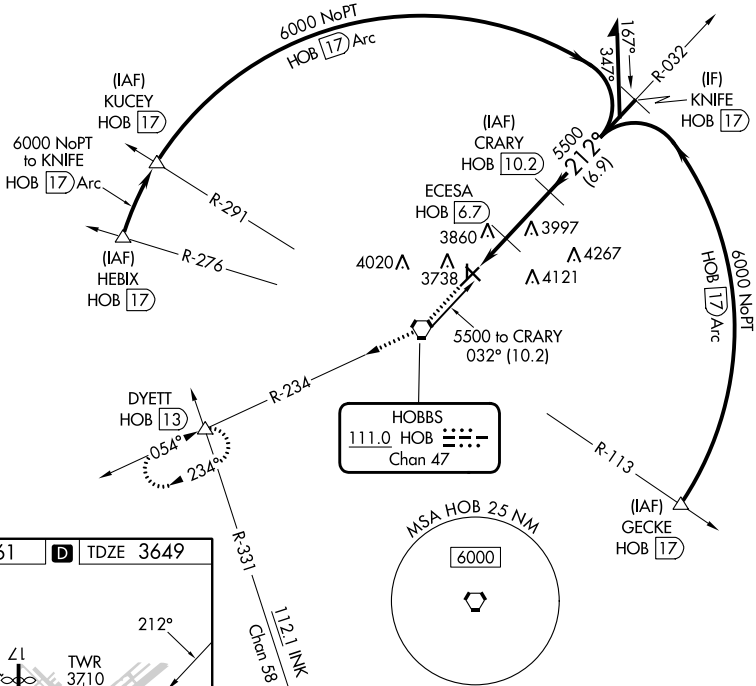 6000 NoPT
HOB 17 Arc
167°
347°
R-032
(IF)
KNIFE
HOB 17
(IAF)
KUCEY
HOB 17
6000 NoPT
to KNIFE
HOB 17 Arc
(IAF)
CRARY
HOB 10.2
5500
212°
(6.9)
R-291
ECESA
HOB 6.7
3860
3997
4267
R-276
(IAF)
HEBIX
HOB 17
4020
3738
4121
6000 NoPT
HOB 17 Arc
5500 to CRARY
032° (10.2)
R-234
DYETT
HOB 13
HOBBS
111.0 HOB
Chan 47
054°
234°
R-113
(IAF)
GECKE
HOB 17
MSA HOB 25 NM
6000
R-331
112.1 INK
Chan 58
61
D
TDZE 3649
212°
17
TWR
3710